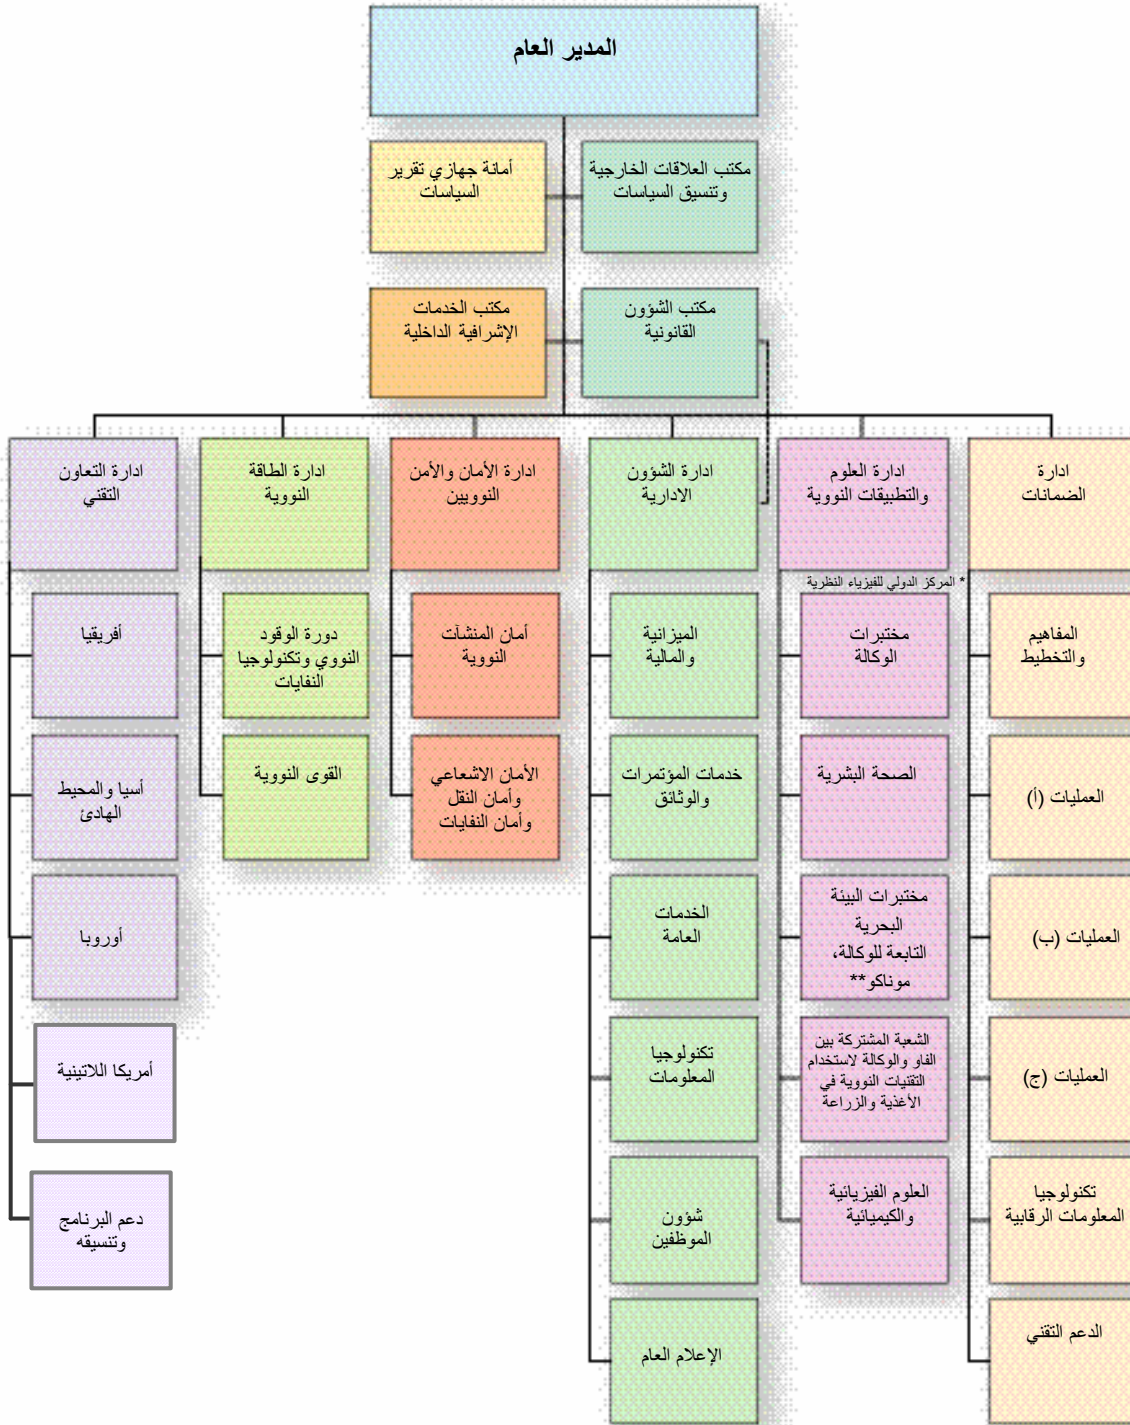 المدير العام
مكتب العلاقات الخارجية
وتنسيق السياسات
أمانة جهازي تقرير
السياسات
مكتب الشؤون
القانونية
مكتب الخدمات
الإشرافية الداخلية
ادارة
الضمانات
ادارة العلوم
والتطبيقات النووية
ادارة الشؤون
الادارية
ادارة الأمان والأمن
النوويين
ادارة الطاقة
النووية
ادارة التعاون
التقني
* المركز الدولي للفيزياء النظرية
المفاهيم
والتخطيط
العمليات (أ)
العمليات (ب)
العمليات (ج)
تكنولوجيا
المعلومات الرقابية
الدعم التقني
مختبرات
الوكالة
الصحة البشرية
مختبرات البيئة
البحرية
التابعة للوكالة،
موناكو**
الشعبة المشتركة بين
الفاو والوكالة لاستخدام
التقنيات النووية في
الأغذية والزراعة
العلوم الفيزيائية
والكيميائية
الميزانية
والمالية
خدمات المؤتمرات
والوثائق
الخدمات
العامة
تكنولوجيا
المعلومات
شؤون
الموظفين
الإعلام العام
أمان المنشآت
النووية
الأمان الاشعاعي
وأمان النقل
وأمان النفايات
دورة الوقود
النووي وتكنولوجيا
النفايات
القوى النووية
أفريقيا
أسيا والمحيط
الهادئ
أوروبا
أمريكا اللاتينية
دعم البرنامج
وتنسيقه